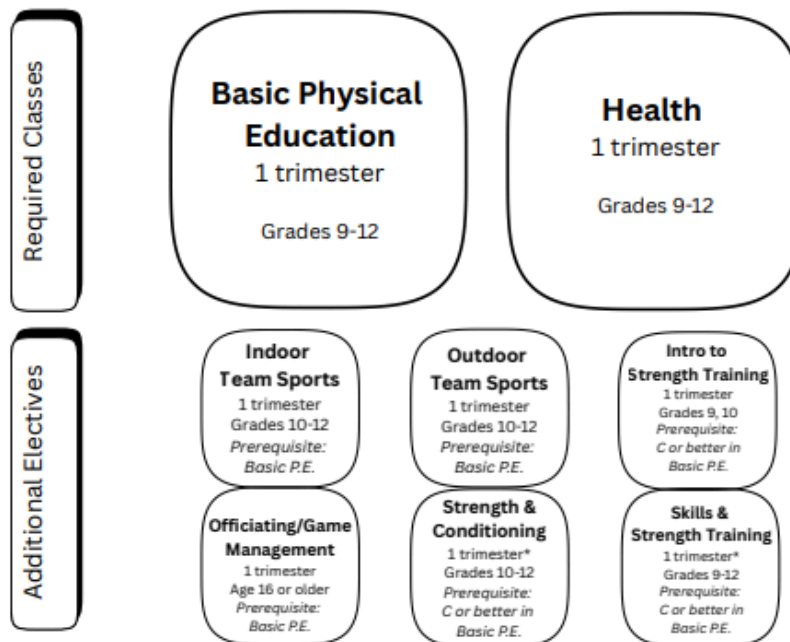 Required Classes
Basic Physical
Education
1 trimester
Grades 9-12
Health
1 trimester
Grades 9-12
Additional Electives
Indoor
Team Sports
1 trimester
Grades 10-12
Prerequisite:
Basic P.E.
Outdoor
Team Sports
1 trimester
Grades 10-12
Prerequisite:
Basic P.E.
Intro to
Strength Training
1 trimester
Grades 9, 10
Prerequisite:
C or better in
Basic P.E.
Officiating/Game
Management
1 trimester
Age 16 or older
Prerequisite:
Basic P.E.
Strength &
Conditioning
1 trimester*
Grades 10-12
Prerequisite:
C or better in
Basic P.E.
Skills &
Strength Training
1 trimester*
Grades 9-12
Prerequisite:
C or better in
Basic P.E.